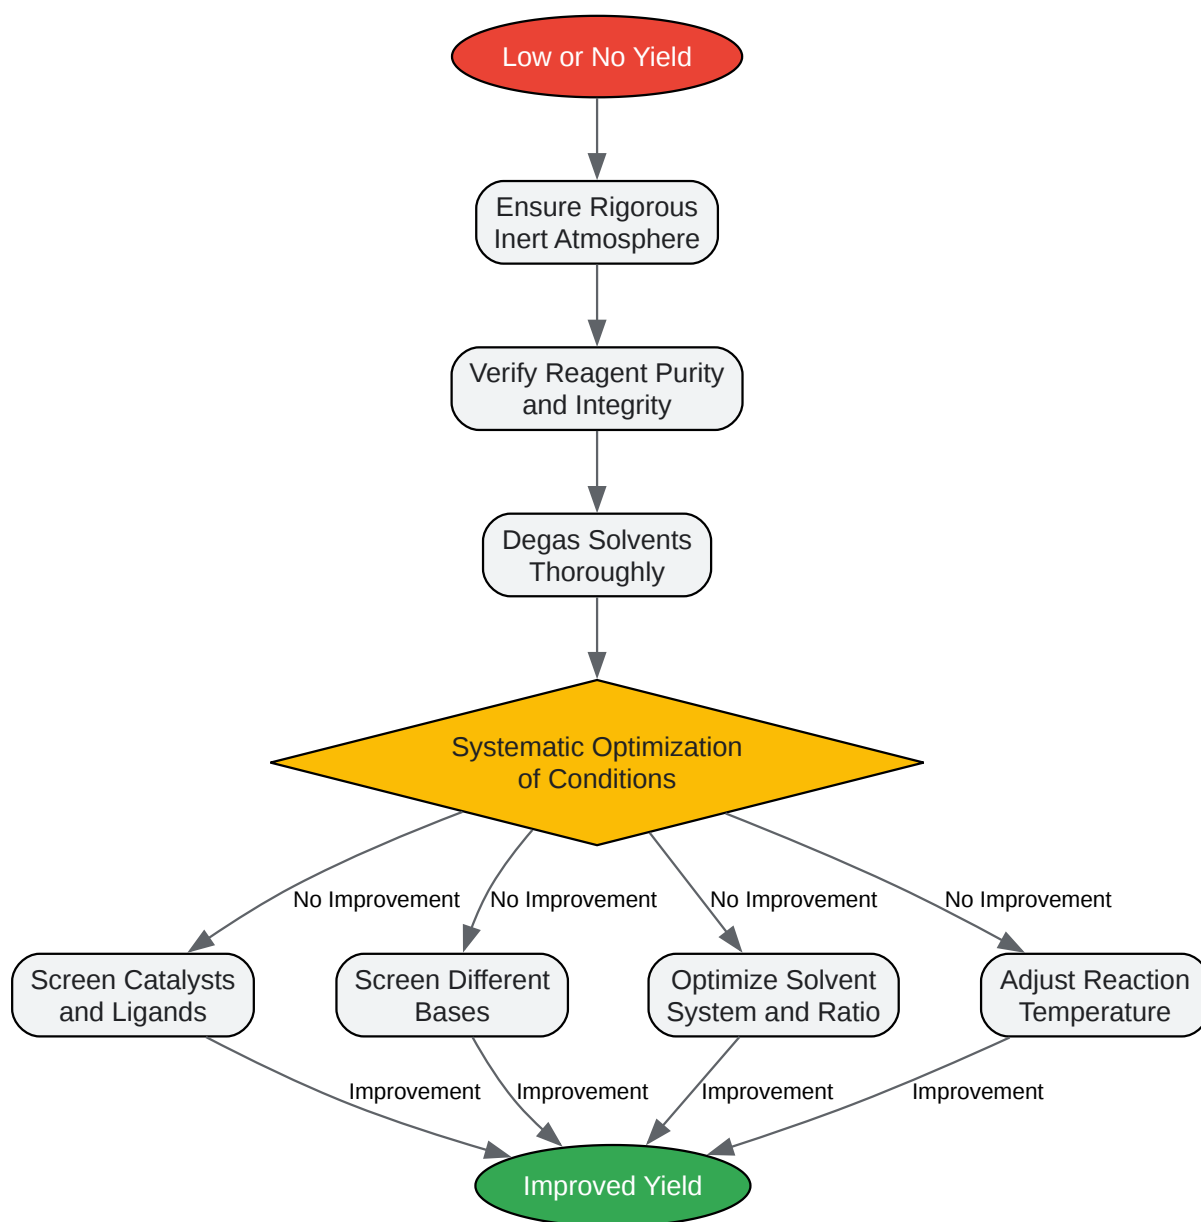 Low or No Yield
Ensure Rigorous
Inert Atmosphere
Verify Reagent Purity
and Integrity
Degas Solvents
Thoroughly
Systematic Optimization
of Conditions
No Improvement
No Improvement
No Improvement
No Improvement
Screen Catalysts
and Ligands
Screen Different
Bases
Optimize Solvent
System and Ratio
Adjust Reaction
Temperature
Improvement
Improvement
Improvement
Improvement
Improved Yield